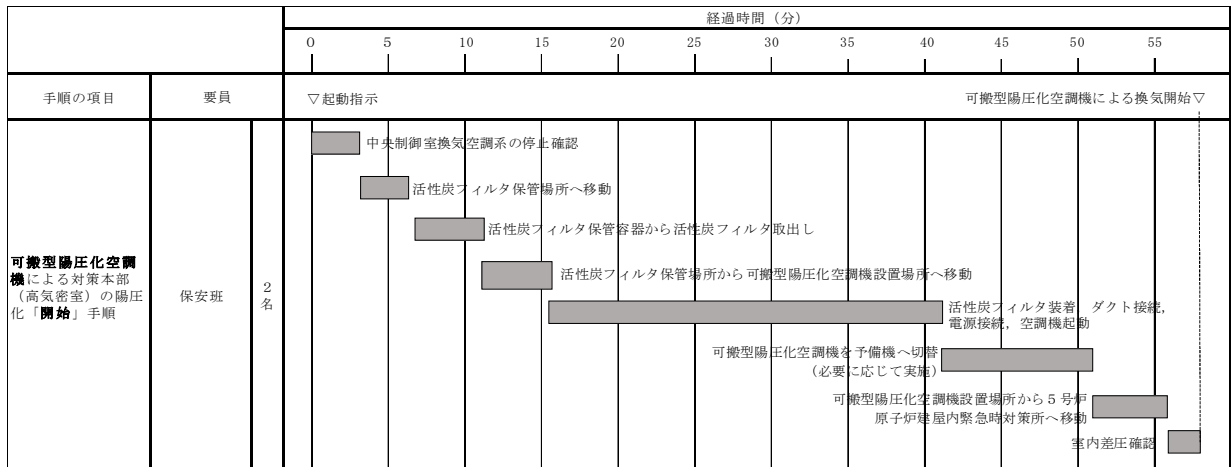 経過時間（分）
0 5 10 15 20 25 30 35 40 45 50 55
手順の項目 要員 ▽起動指示 可搬型陽圧化空調機による換気開始▽
中央制御室換気空調系の停止確認
活性炭フィルタ保管場所へ移動
活性炭フィルタ保管容器から活性炭フィルタ取出し
可搬型陽圧化空調
機による対策本部
（高気密室）の陽圧
化「開始」手順
保安班
2
名
活性炭フィルタ保管場所から可搬型陽圧化空調機設置場所へ移動
活性炭フィルタ装着，ダクト接続，
電源接続，空調機起動
可搬型陽圧化空調機を予備機へ切替
（必要に応じて実施）
可搬型陽圧化空調機設置場所から5号炉
原子炉建屋内緊急時対策所へ移動
室内差圧確認